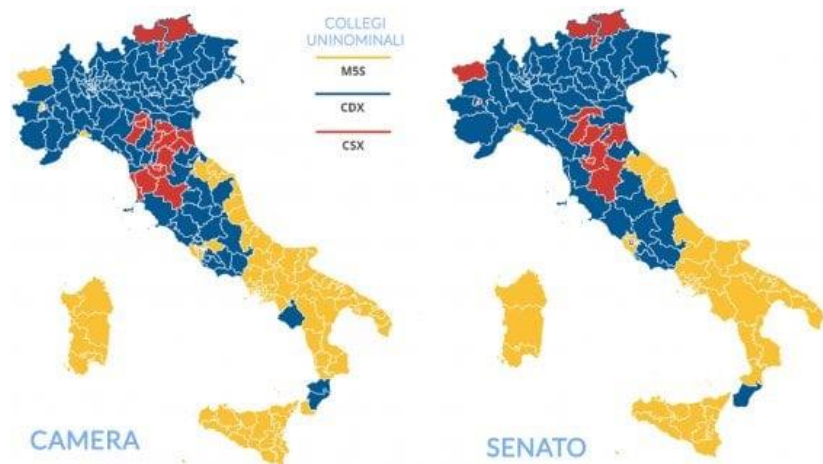 COLLEGI
UNINOMINALI
M5S
CDX
CSX
CAMERA
SENATO